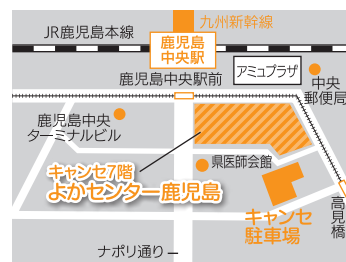 九州新幹線
JR鹿児島本線
鹿児島
中央駅
アミュプラザ
中央
郵便局
鹿児島中央駅前
鹿児島中央
ターミナルビル
県医師会館
キャンセ7階
よかセンター鹿児島
キャンセ
駐車場
高見橋
ナポリ通り